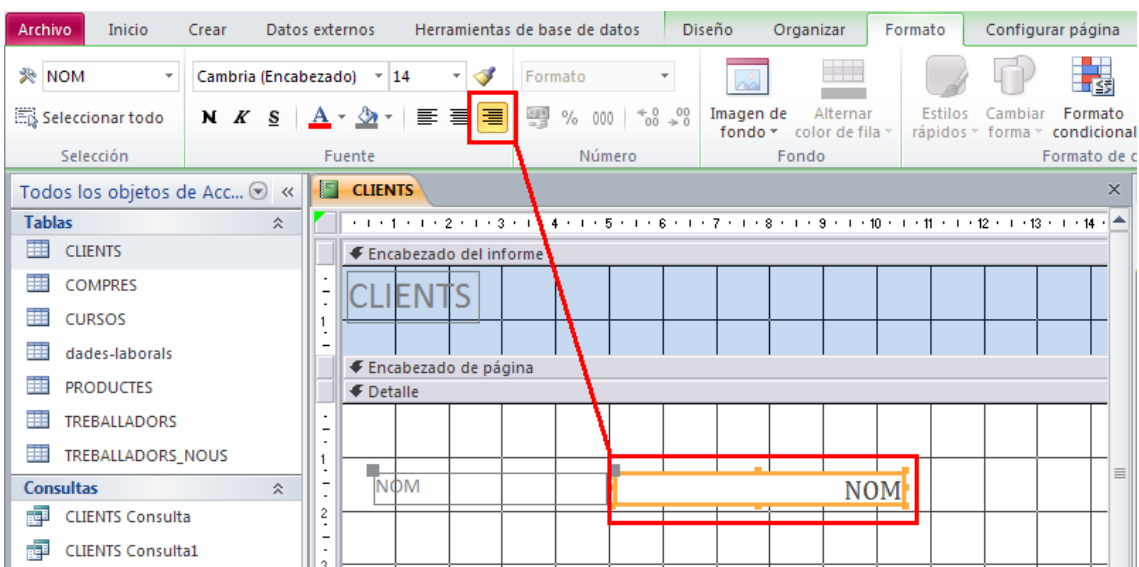 Archivo Inicio Crear Datos externos Herramientas de base de datos Diseño Organizar Formato Configurar página
NOM Cambria (Encabezado) 14 Formato
Seleccionar todo N K S A % 000 Imagen de fondo Alternar color de fila Estilos rápidos Cambiar forma Formato condicional
Selección Fuente Número Fondo Formato de c
Todos los objetos de Acc... CLIENTS
Tablas
CLIENTS
COMPRES
CURSOS
dades-laborals
PRODUCTES
TREBALLADORS
TREBALLADORS_NOUS
Consultas
CLIENTS Consulta
CLIENTS Consulta1
1 2 3 4 5 6 7 8 9 10 11 12 13 14
Encabezado del informe
CLIENTS
1
Encabezado de página
Detalle
1
NOM NOM
2
3